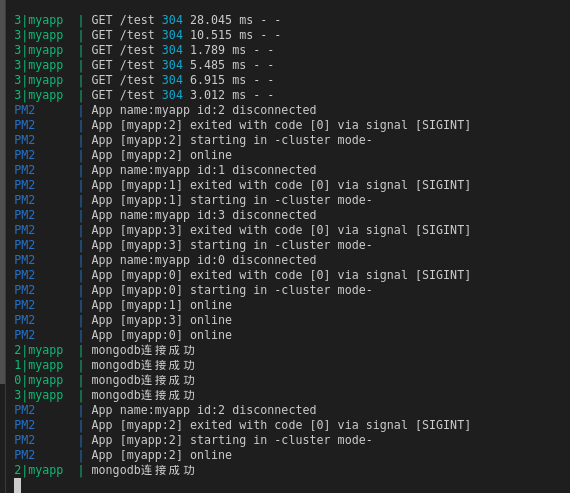 3|myapp  | GET /test 304 28.045 ms - -
3|myapp  | GET /test 304 10.515 ms - -
3|myapp  | GET /test 304 1.789 ms - -
3|myapp  | GET /test 304 5.485 ms - -
3|myapp  | GET /test 304 6.915 ms - -
3|myapp  | GET /test 304 3.012 ms - -
PM2      | App name:myapp id:2 disconnected
PM2      | App [myapp:2] exited with code [0] via signal [SIGINT]
PM2      | App [myapp:2] starting in -cluster mode-
PM2      | App [myapp:2] online
PM2      | App name:myapp id:1 disconnected
PM2      | App [myapp:1] exited with code [0] via signal [SIGINT]
PM2      | App [myapp:1] starting in -cluster mode-
PM2      | App name:myapp id:3 disconnected
PM2      | App [myapp:3] exited with code [0] via signal [SIGINT]
PM2      | App [myapp:3] starting in -cluster mode-
PM2      | App name:myapp id:0 disconnected
PM2      | App [myapp:0] exited with code [0] via signal [SIGINT]
PM2      | App [myapp:0] starting in -cluster mode-
PM2      | App [myapp:1] online
PM2      | App [myapp:3] online
PM2      | App [myapp:0] online
2|myapp  | mongodb连接成功
1|myapp  | mongodb连接成功
0|myapp  | mongodb连接成功
3|myapp  | mongodb连接成功
PM2      | App name:myapp id:2 disconnected
PM2      | App [myapp:2] exited with code [0] via signal [SIGINT]
PM2      | App [myapp:2] starting in -cluster mode-
PM2      | App [myapp:2] online
2|myapp  | mongodb连接成功